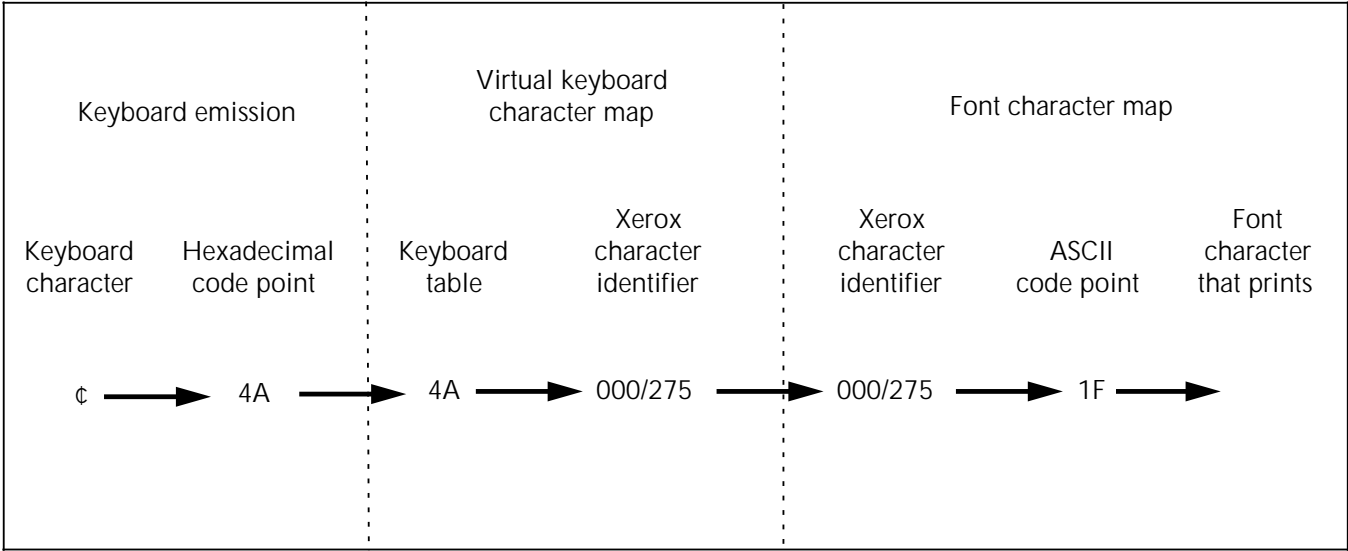 Keyboard emission
Virtual keyboard
character map
Font character map
Keyboard
character
Hexadecimal
code point
Keyboard
table
Xerox
character
identifier
Xerox
character
identifier
ASCII
code point
Font
character
that prints
¢ 4A 4A 000/275 000/275 1F